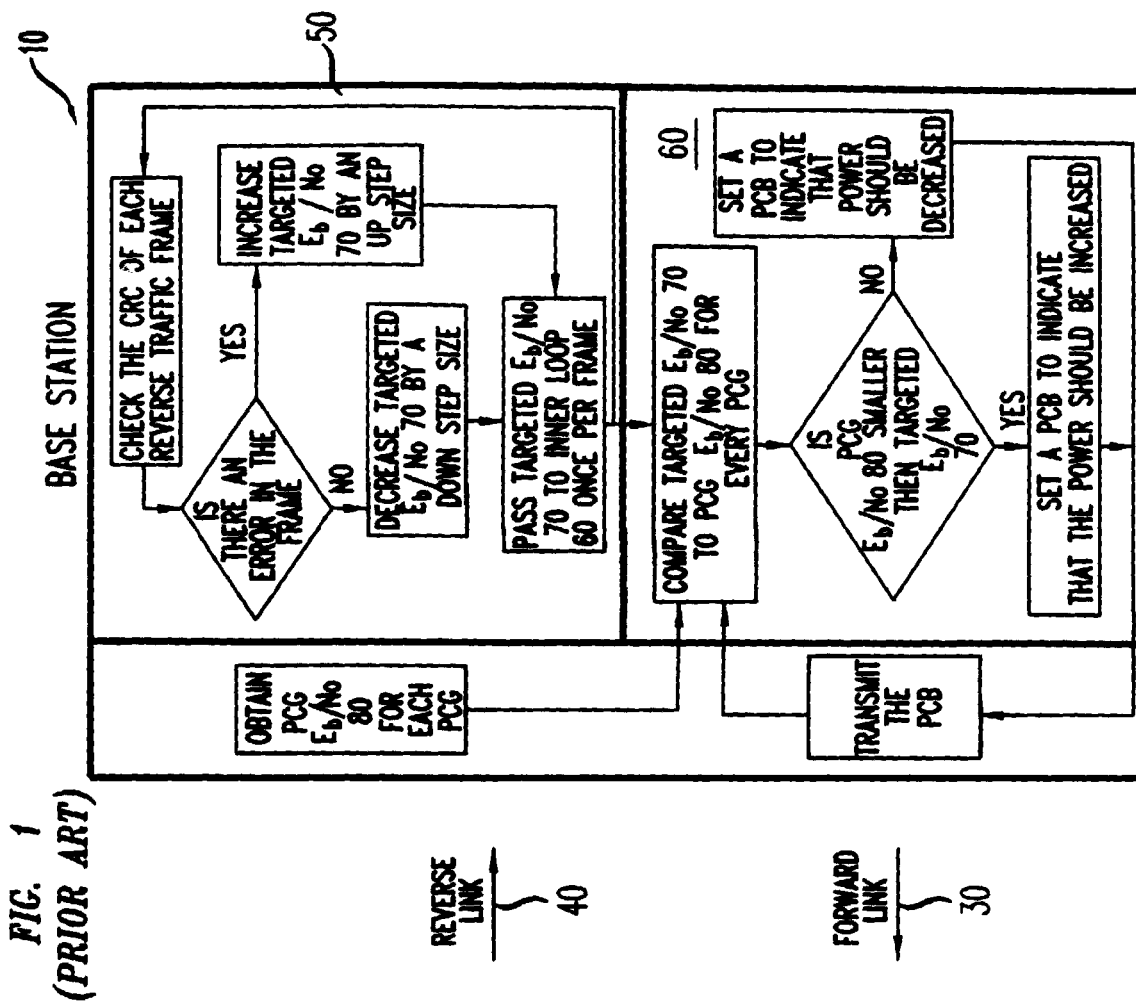 FIG. 1
(PRIOR ART)
BASE STATION
10
50
CHECK THE CRC OF EACH
REVERSE TRAFFIC FRAME
IS
THERE AN
ERROR IN THE
FRAME
YES
NO
INCREASE
TARGETED
Eb / No
70 BY AN
UP STEP
SIZE
DECREASE TARGETED
Eb/No 70 BY A
DOWN STEP SIZE
PASS TARGETED Eb/No
70 TO INNER LOOP
60 ONCE PER FRAME
OBTAIN
PCG
Eb/No
80
FOR
EACH
PCG
REVERSE
LINK
40
60
COMPARE TARGETED Eb/No 70
TO PCG Eb/No 80 FOR
EVERY PCG
IS
PCG
Eb/No 80 SMALLER
THEN TARGETED
Eb/No
70
NO
YES
SET A
PCB TO
INDICATE
THAT
POWER
SHOULD
BE
DECREASED
SET A PCB TO INDICATE
THAT THE POWER SHOULD BE INCREASED
TRANSMIT
THE
PCB
FORWARD
LINK
30